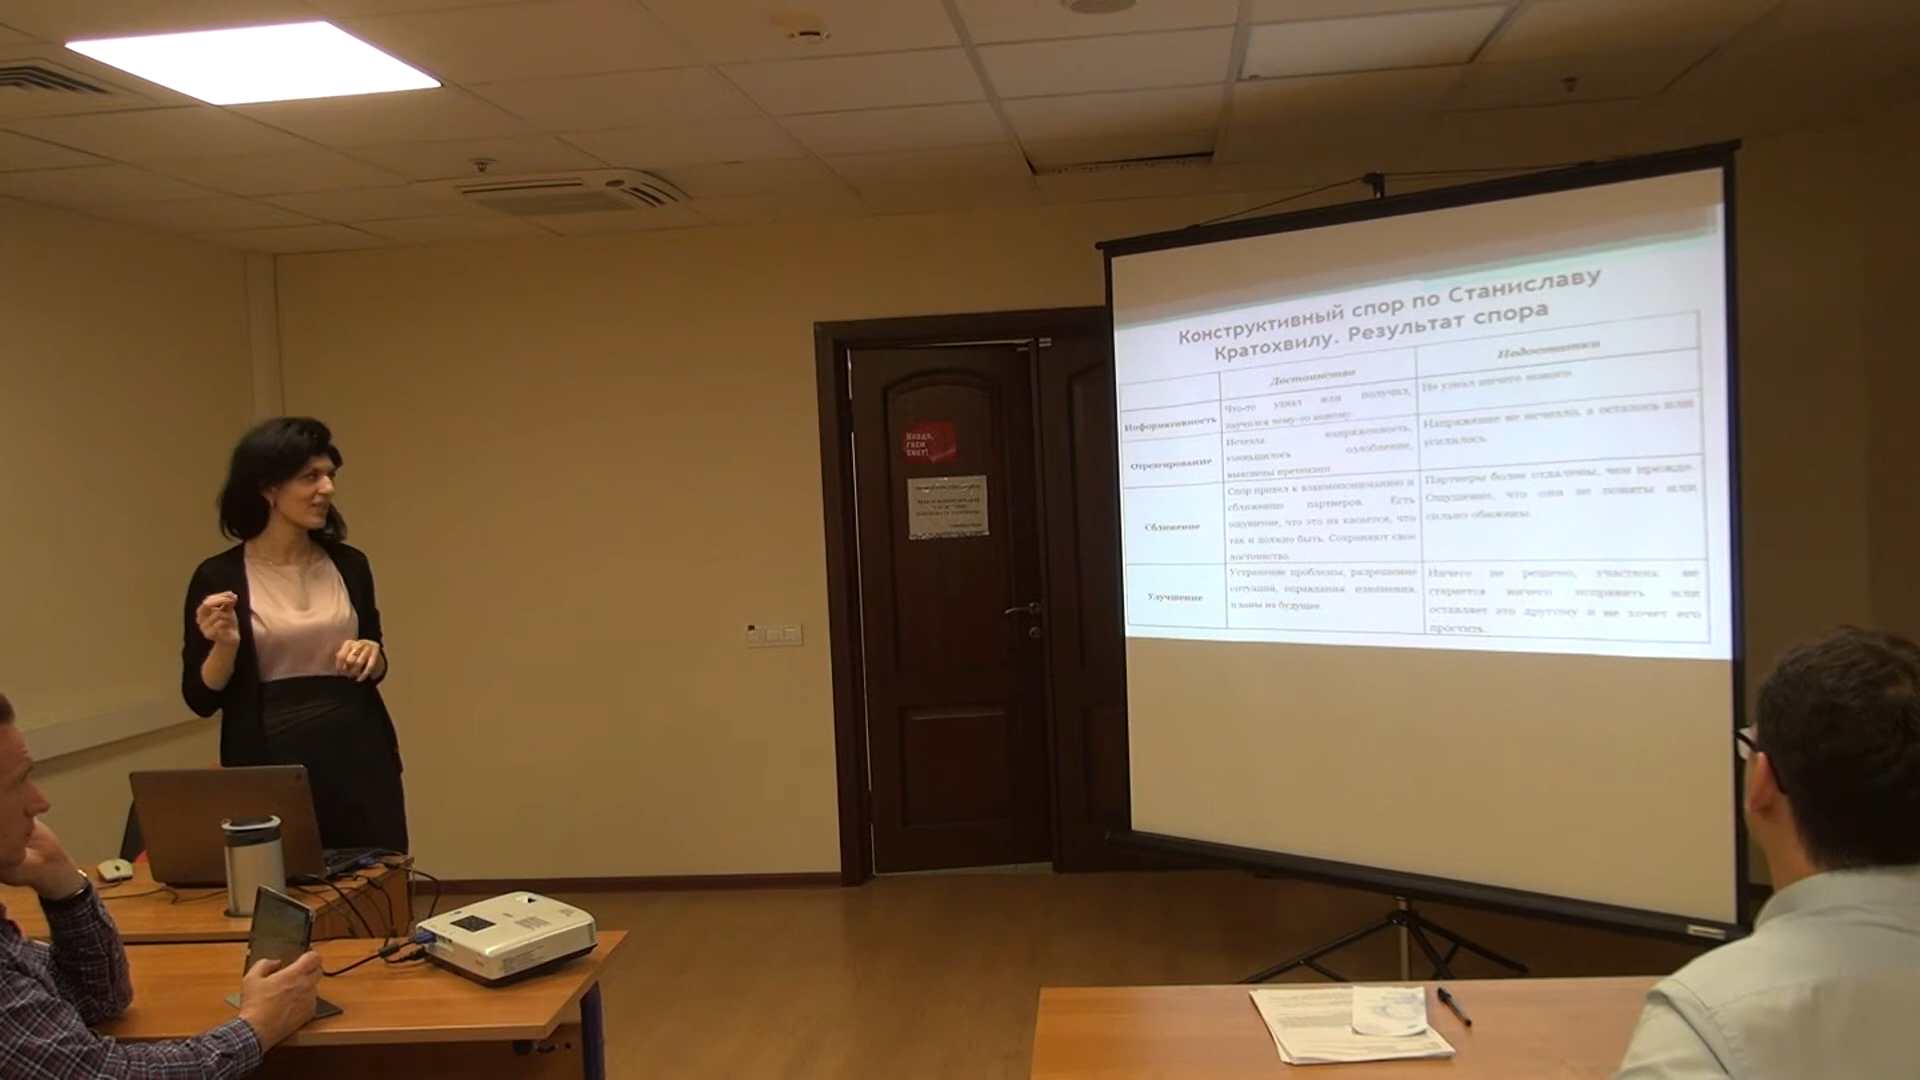 Конструктивный спор по Станиславу
Кратохвилу. Результат спора
Достоинства
Недостатки
Информативность
Что-то узнал или получил,
научился чему-то новому.
Не узнал ничего нового.
Отреагирование
Исчезла напряженность,
уменьшилось озлобление,
выяснены претензии.
Напряжение не исчезло, а осталось или
усилилось.
Сближение
Спор привел к взаимопониманию и
сближению партнеров. Есть
ощущение, что это их касается, что
так и должно быть. Сохраняют свое
достоинство.
Партнеры более отдалены, чем прежде.
Ощущение, что они не поняты или
сильно обижены.
Улучшение
Устранение проблемы, разрешение
ситуации, оправдания, извинения,
планы на будущее.
Ничего не решено, участник не
старается ничего исправить или
оставляет это другому и не хочет его
простить.
Уходя,
гаси
свет!